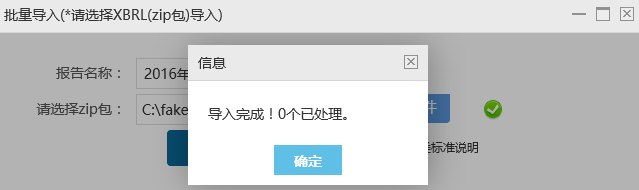 批量导入(*请选择XBRL(zip包)导入)
报告名称： 2016年
信息
请选择zip包： C:\fake 件
导入完成！0个已处理。
标准说明
确定